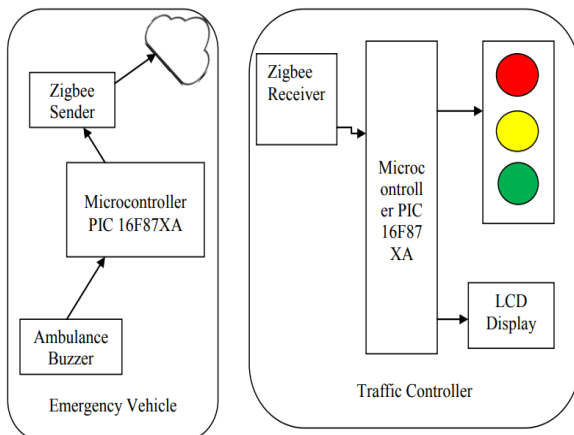 Zigbee
Sender
Microcontroller
PIC 16F87XA
Ambulance
Buzzer
Emergency Vehicle
Zigbee
Receiver
Microc
ontroll
er PIC
16F87
XA
LCD
Display
Traffic Controller